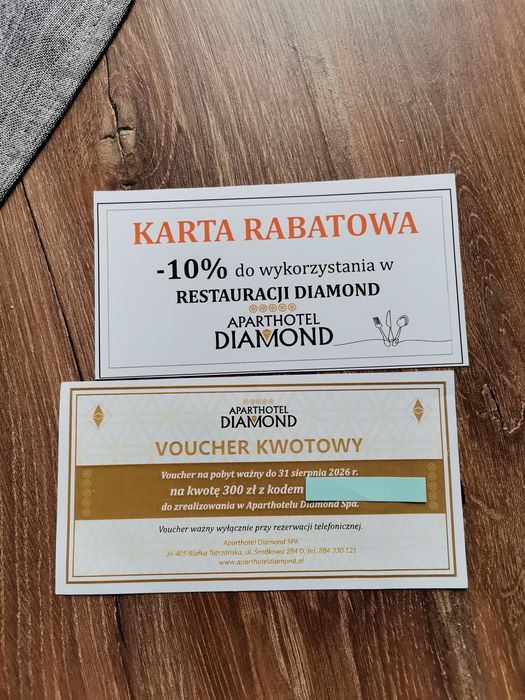 KARTA RABATOWA
-10% do wykorzystania w
RESTAURACJI DIAMOND
APARTHOTEL
DIAMOND
APARTHOTEL
DIAMOND
VOUCHER KWOTOWY
Voucher na pobyt ważny do 31 sierpnia 2026 r.
na kwotę 300 zł z kodem
do zrealizowania w Aparthotelu Diamond Spa.
Voucher ważny wyłącznie przy rezerwacji telefonicznej.
Aparthotel Diamond SPA
34-405 Białka Tatrzańska, ul. Środkowa 284 D, tel. 884 330 121
www.aparthoteldiamond.pl